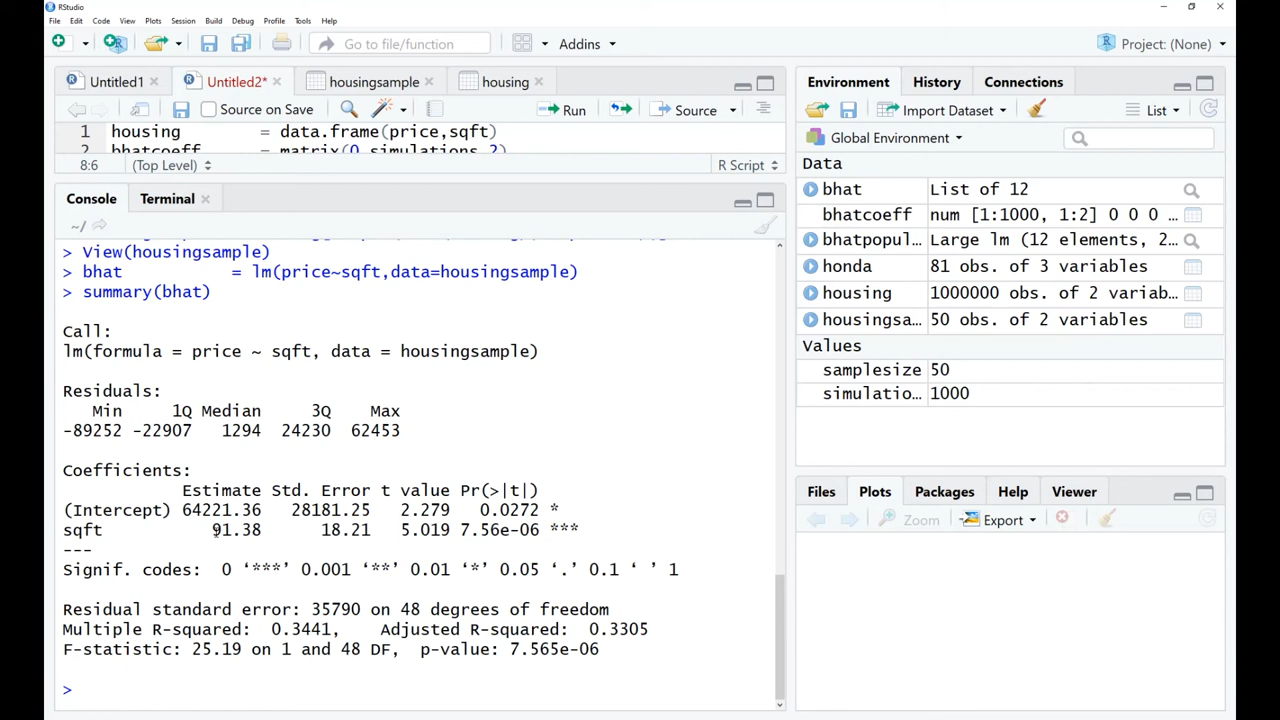 RStudio
File Edit Code View Plots Session Build Debug Profile Tools Help
Go to file/function Addins Project: (None)
Untitled1 Untitled2* housingsample housing
Source on Save Run Source
1 housing = data.frame(price,sqft)
2 bhatcoeff = matrix(0,simulations,2)
8:6 (Top Level) R Script
Console Terminal
~/
> View(housingsample)
> bhat = lm(price~sqft,data=housingsample)
> summary(bhat)
Call:
lm(formula = price ~ sqft, data = housingsample)
Residuals:
Min 1Q Median 3Q Max
-89252 -22907 1294 24230 62453
Coefficients:
Estimate Std. Error t value Pr(>|t|)
(Intercept) 64221.36 28181.25 2.279 0.0272 *
sqft 91.38 18.21 5.019 7.56e-06 ***
---
Signif. codes: 0 ‘***’ 0.001 ‘**’ 0.01 ‘*’ 0.05 ‘.’ 0.1 ‘ ’ 1
Residual standard error: 35790 on 48 degrees of freedom
Multiple R-squared: 0.3441, Adjusted R-squared: 0.3305
F-statistic: 25.19 on 1 and 48 DF, p-value: 7.565e-06
>
Environment History Connections
Import Dataset List
Global Environment
Data
bhat List of 12
bhatcoeff num [1:1000, 1:2] 0 0 0 …
bhatpopul… Large lm (12 elements, 2…
honda 81 obs. of 3 variables
housing 1000000 obs. of 2 variab…
housingsa… 50 obs. of 2 variables
Values
samplesize 50
simulatio… 1000
Files Plots Packages Help Viewer
Zoom Export